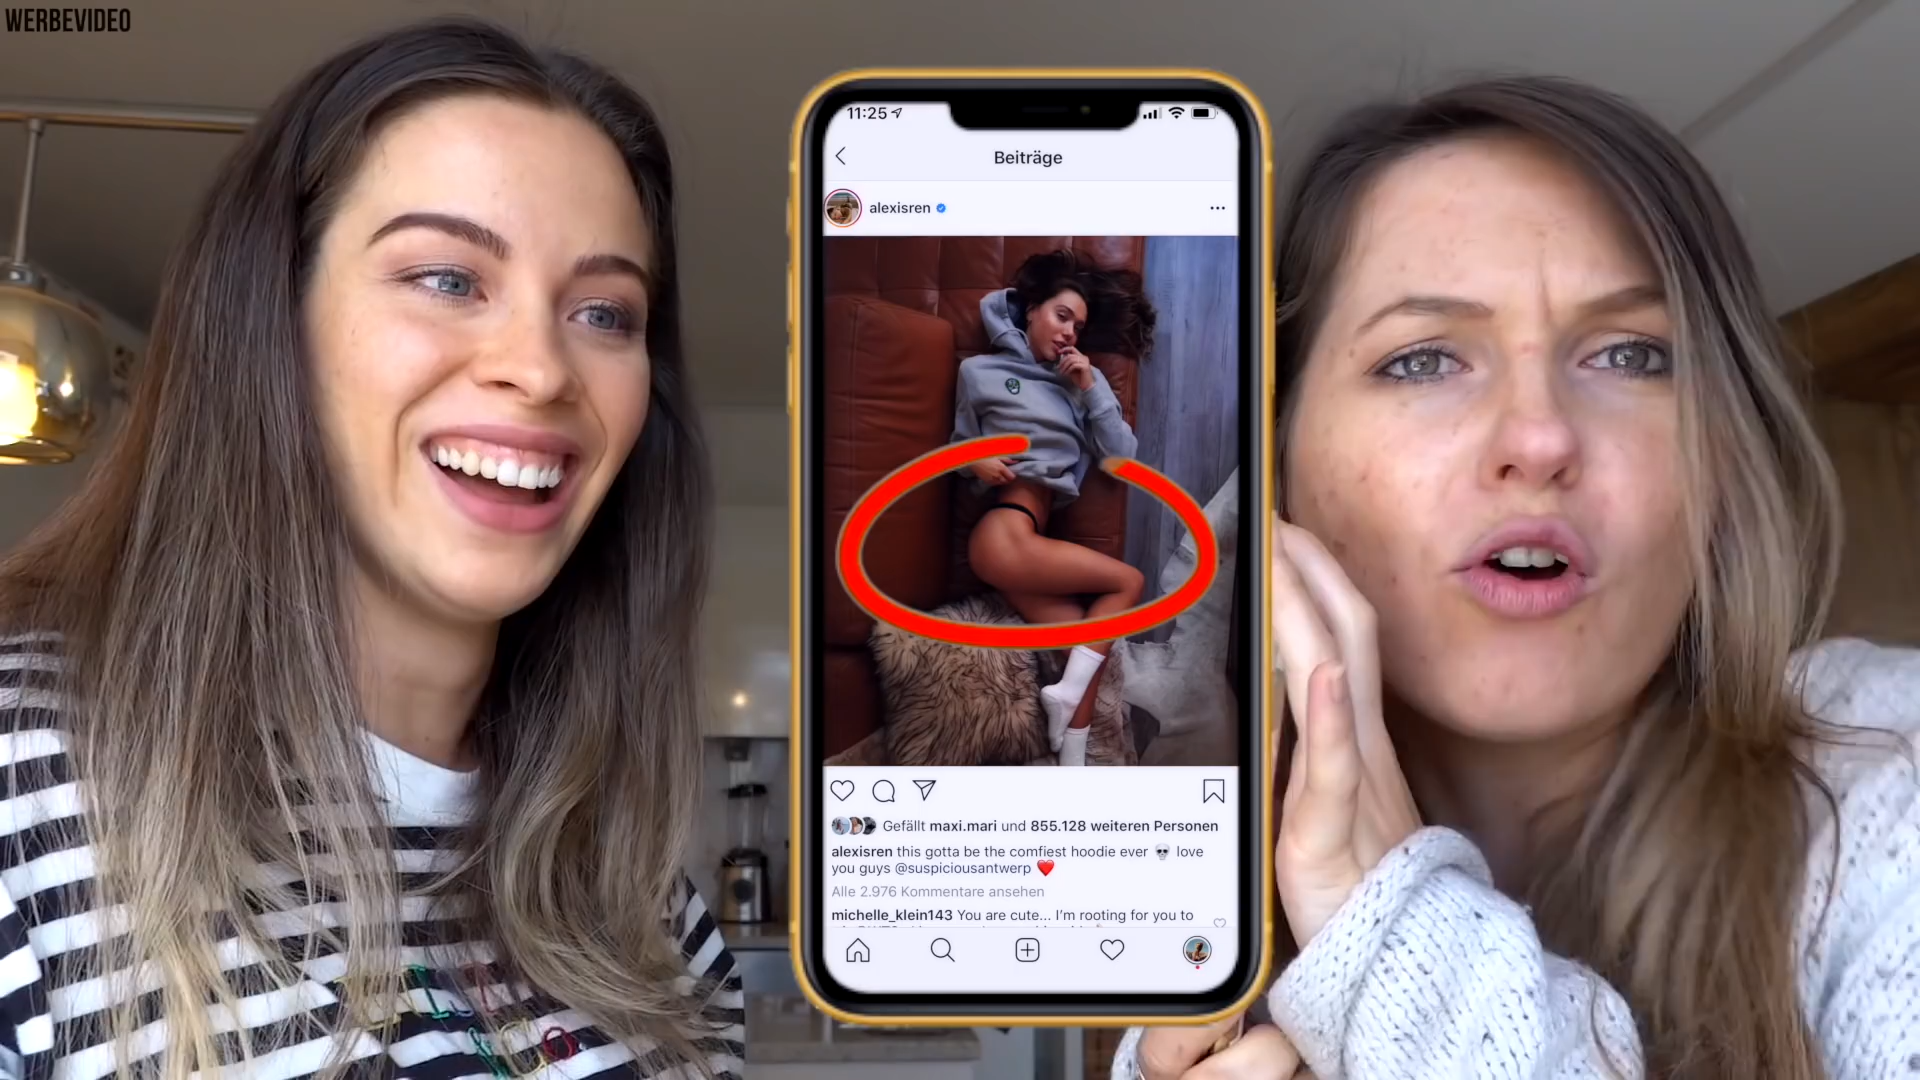 WERBEVIDEO
11:25
Beiträge
alexisren
Gefällt maxi.mari und 855.128 weiteren Personen
alexisren this gotta be the comfiest hoodie ever 💀 love
you guys @suspiciousantwerp ❤️
Alle 2.976 Kommentare ansehen
michelle_klein143 You are cute... I'm rooting for you to